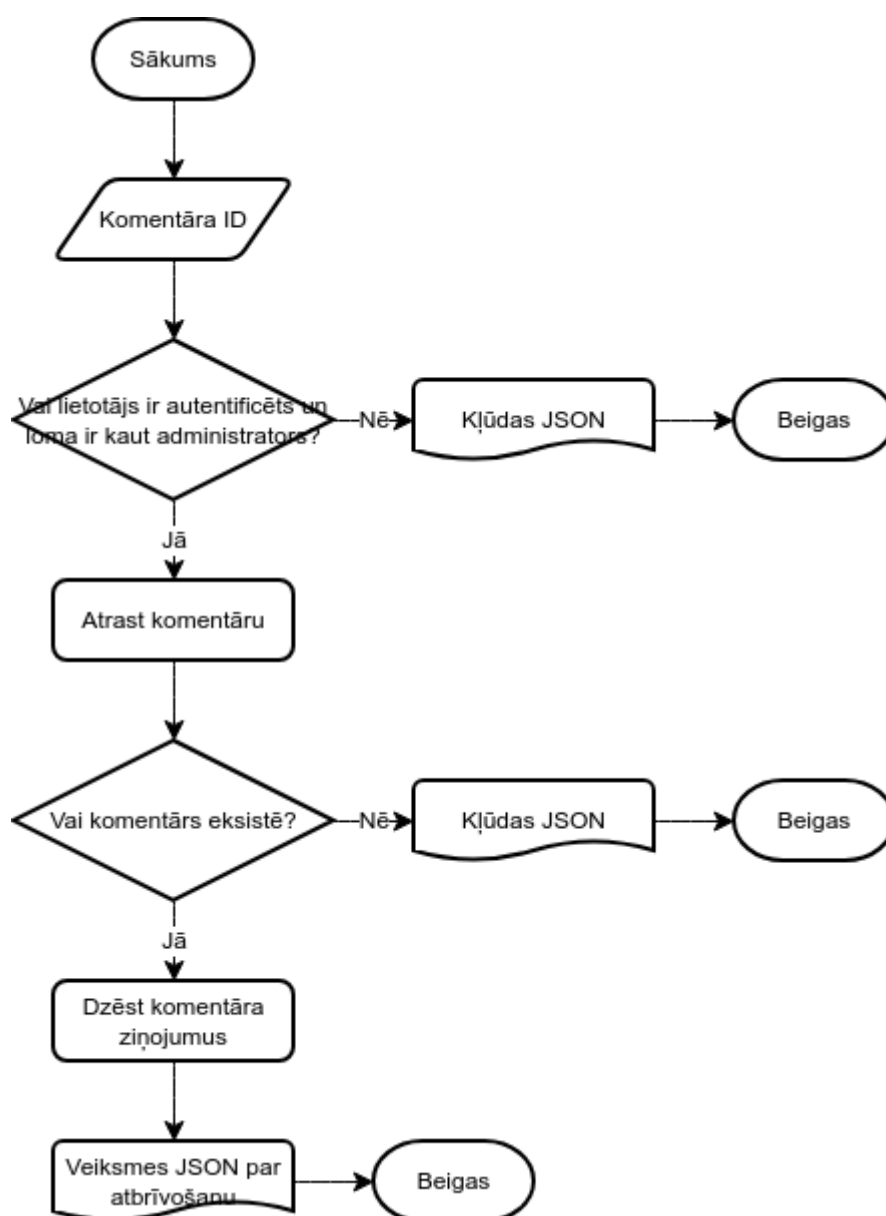 Sākums
Komentāra ID
Vai lietotājs ir autentificēts un
loma ir kaut administrators?
Nē
Kļūdas JSON
Beigas
Jā
Atrast komentāru
Vai komentārs eksistē?
Nē
Kļūdas JSON
Beigas
Jā
Dzēst komentāra
ziņojumus
Veiksmes JSON par
atbrīvošanu
Beigas